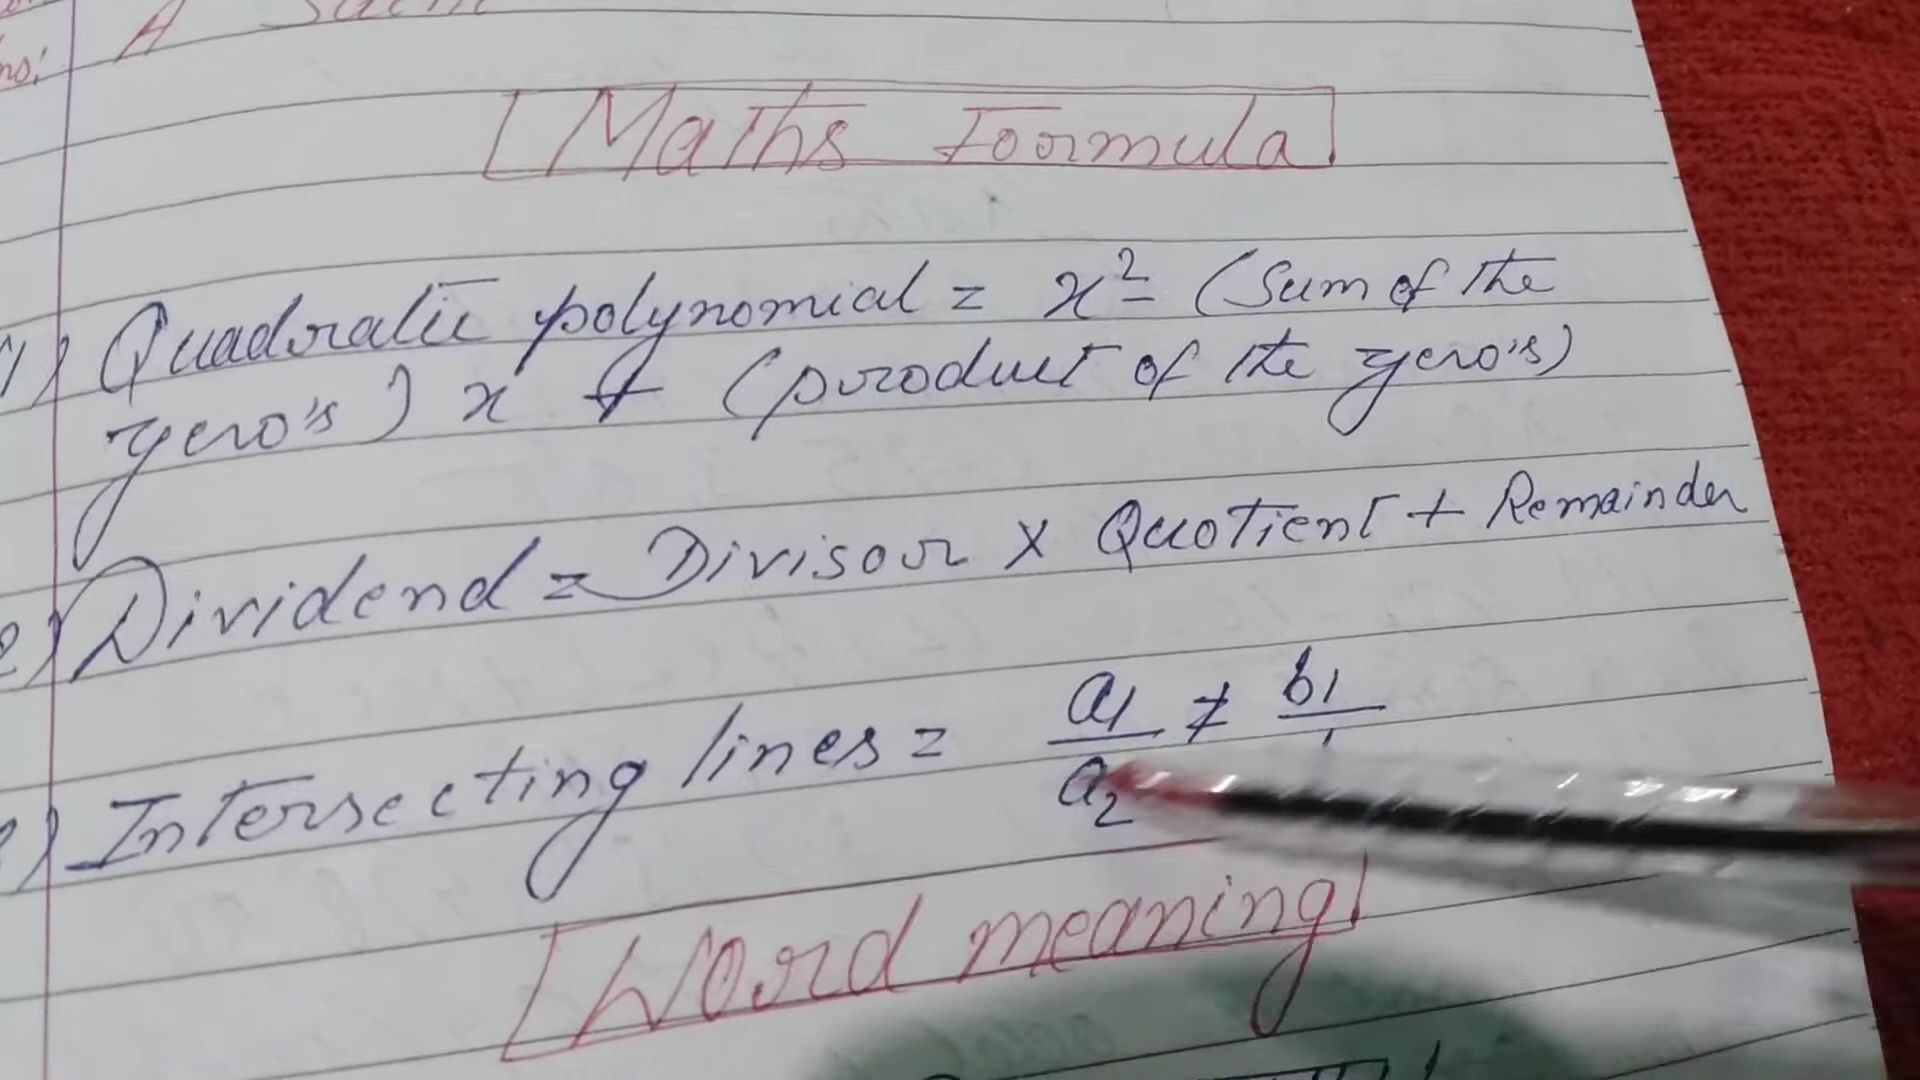 Maths Formula
1) Quadratic polynomial = x² - (Sum of the
zero's) x + (product of the zero's)
2) Dividend = Divisor x Quotient + Remainder
) Intersecting lines = a1/a2 ≠ b1/
Word meaning